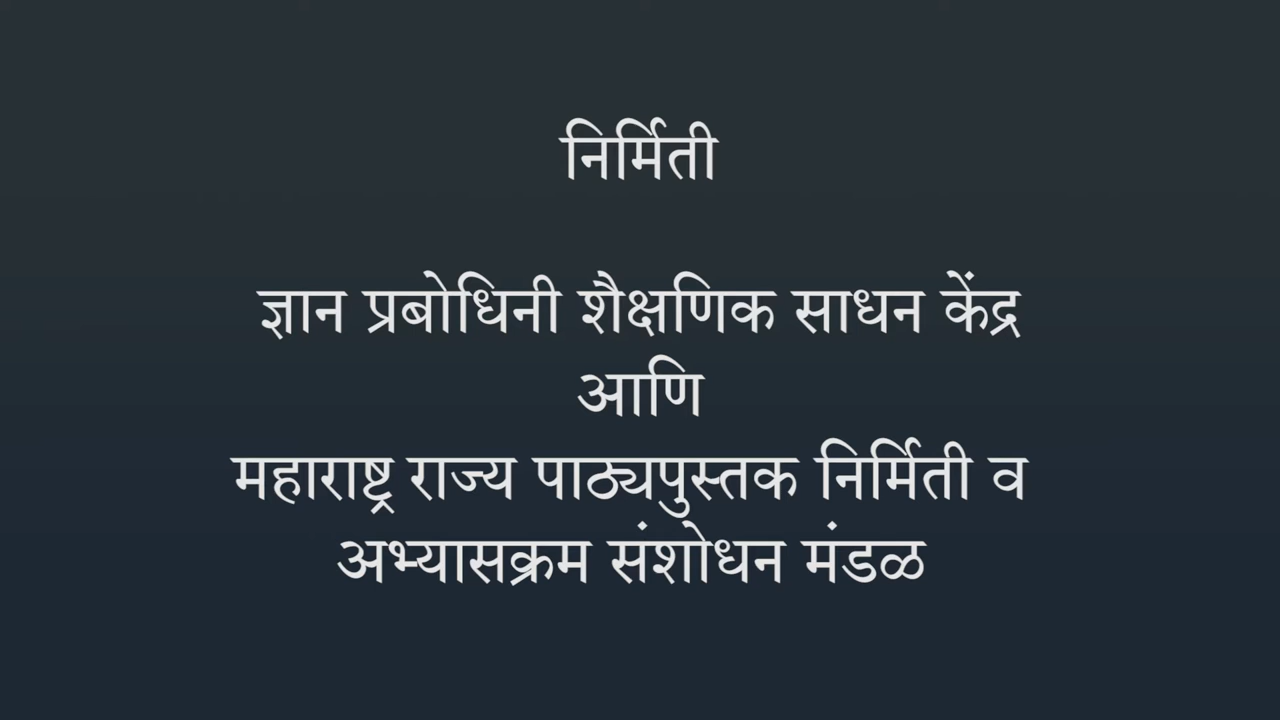 निर्मिती
ज्ञान प्रबोधिनी शैक्षणिक साधन केंद्र
आणि
महाराष्ट्र राज्य पाठ्यपुस्तक निर्मिती व
अभ्यासक्रम संशोधन मंडळ